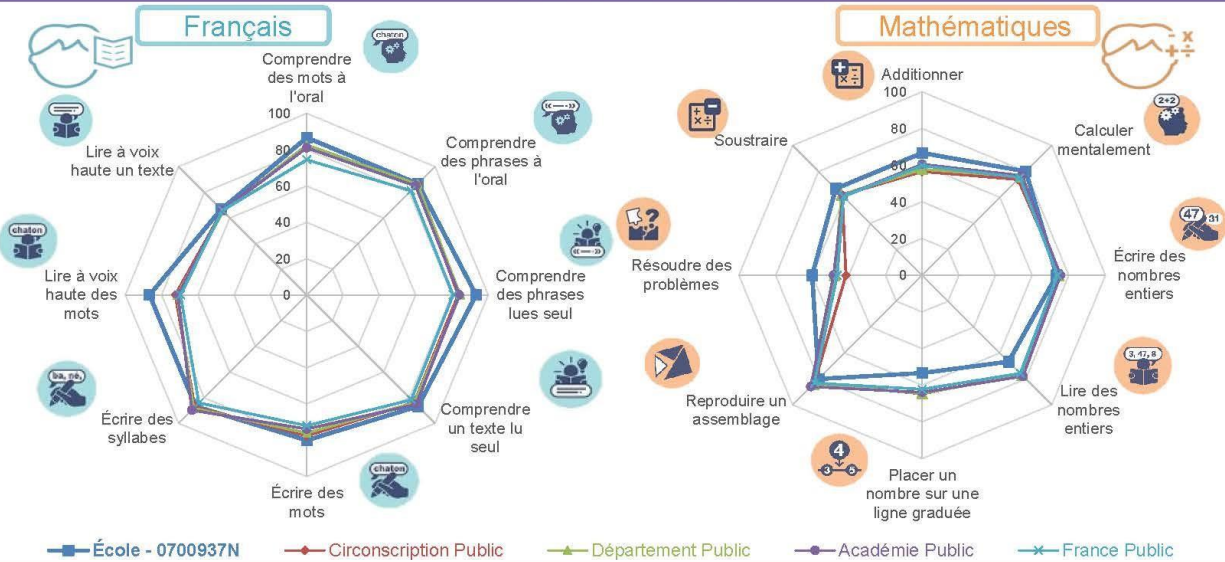 Français
chaton
Comprendre
des mots à
l'oral
Comprendre
des phrases à
l'oral
Comprendre
des phrases
lues seul
Comprendre
un texte lu
seul
chaton
Écrire des
mots
Écrire des
syllabes
ba, né,
Lire à voix
haute des
mots
chaton
Lire à voix
haute un texte
100
80
60
40
20
0
Mathématiques
Additionner
Calculer
mentalement
2+2
Écrire des
nombres
entiers
47
31
Lire des
nombres
entiers
3, 47, 8
Placer un
nombre sur une
ligne graduée
4
3
5
Reproduire un
assemblage
Résoudre des
problèmes
?
Soustraire
100
80
60
40
20
0
École - 0700937N
Circonscription Public
Département Public
Académie Public
France Public